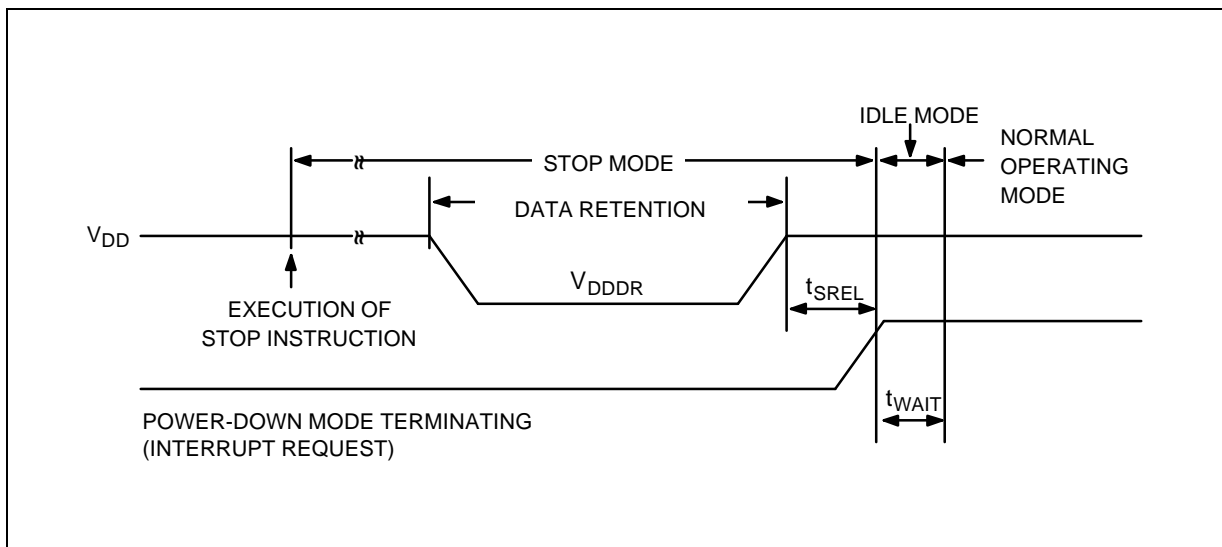 IDLE MODE
STOP MODE
NORMAL
OPERATING
MODE
DATA RETENTION
VDD
VDDDR
tSREL
EXECUTION OF
STOP INSTRUCTION
tWAIT
POWER-DOWN MODE TERMINATING
(INTERRUPT REQUEST)